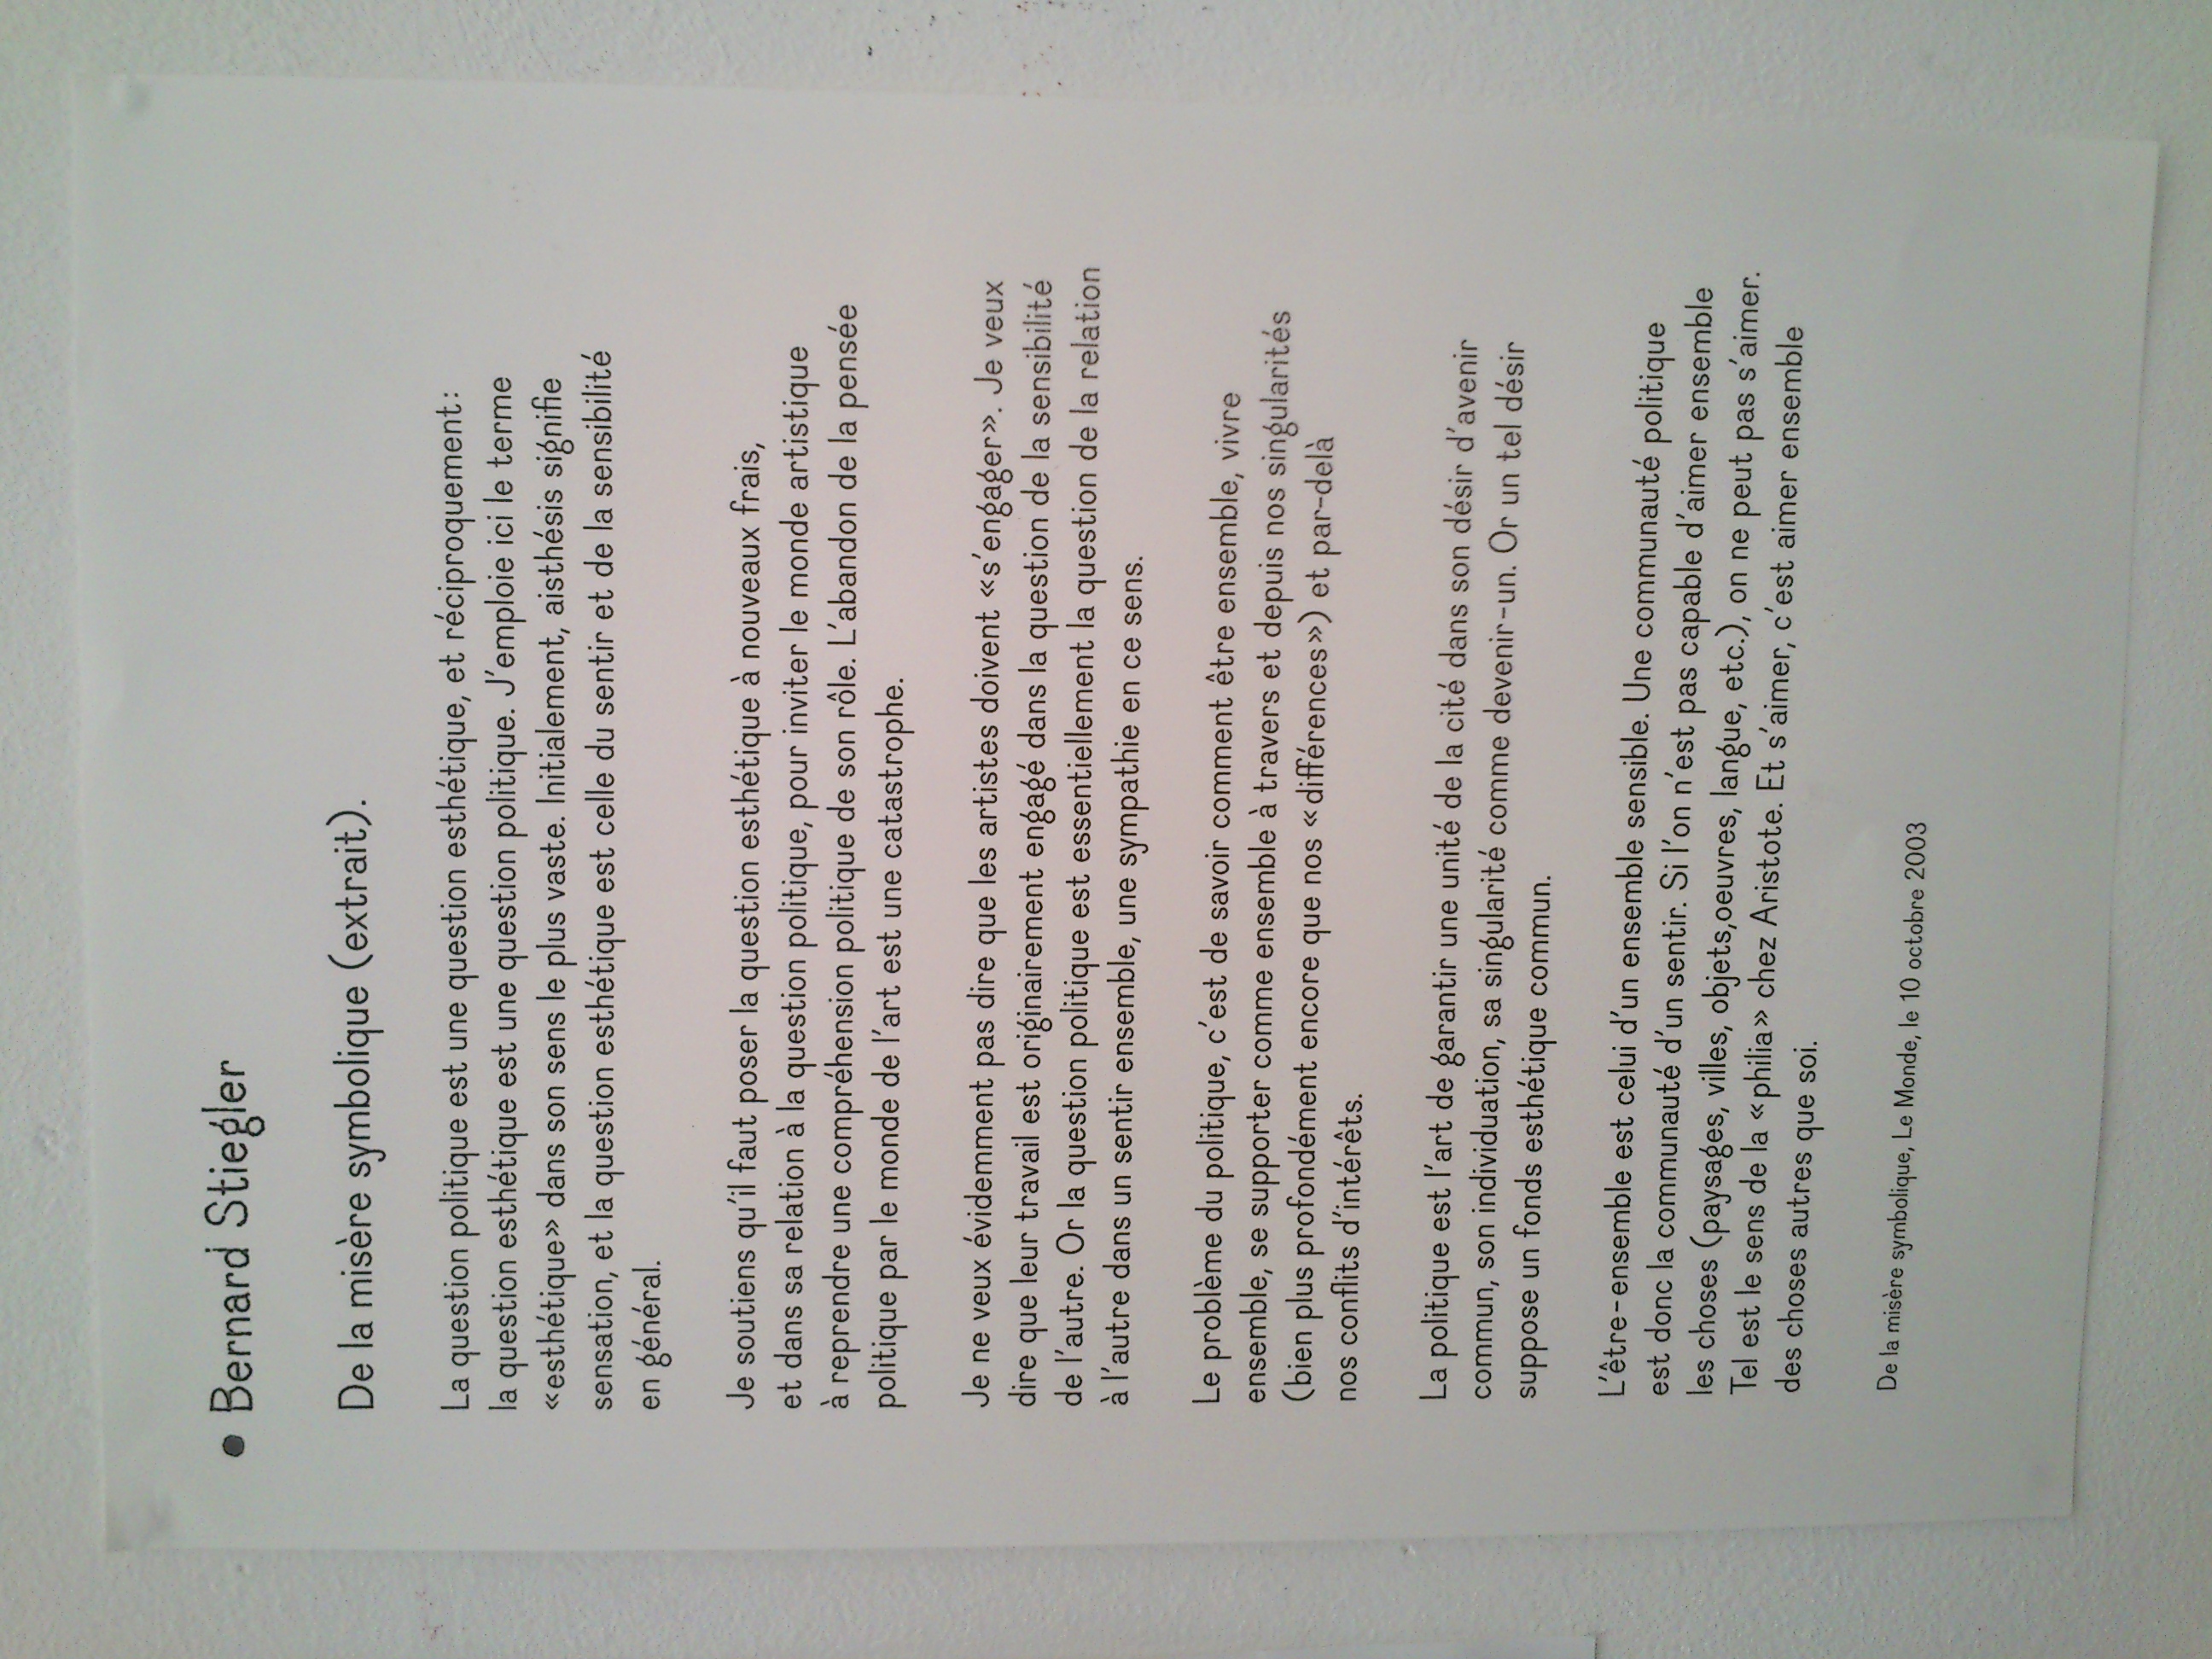 • Bernard Stiegler
De la misère symbolique (extrait).
La question politique est une question esthétique, et réciproquement:
la question esthétique est une question politique. J'emploie ici le terme
«esthétique» dans son sens le plus vaste. Initialement, aisthésis signifie
sensation, et la question esthétique est celle du sentir et de la sensibilité
en général.
Je soutiens qu'il faut poser la question esthétique à nouveaux frais,
et dans sa relation à la question politique, pour inviter le monde artistique
à reprendre une compréhension politique de son rôle. L'abandon de la pensée
politique par le monde de l'art est une catastrophe.
Je ne veux évidemment pas dire que les artistes doivent «s'engager». Je veux
dire que leur travail est originairement engagé dans la question de la sensibilité
de l'autre. Or la question politique est essentiellement la question de la relation
à l'autre dans un sentir ensemble, une sympathie en ce sens.
Le problème du politique, c'est de savoir comment être ensemble, vivre
ensemble, se supporter comme ensemble à travers et depuis nos singularités
(bien plus profondément encore que nos «différences») et par-delà
nos conflits d'intérêts.
La politique est l'art de garantir une unité de la cité dans son désir d'avenir
commun, son individuation, sa singularité comme devenir-un. Or un tel désir
suppose un fonds esthétique commun.
L'être-ensemble est celui d'un ensemble sensible. Une communauté politique
est donc la communauté d'un sentir. Si l'on n'est pas capable d'aimer ensemble
les choses (paysages, villes, objets,oeuvres, langue, etc.), on ne peut pas s'aimer.
Tel est le sens de la «philia» chez Aristote. Et s'aimer, c'est aimer ensemble
des choses autres que soi.
De la misère symbolique, Le Monde, le 10 octobre 2003